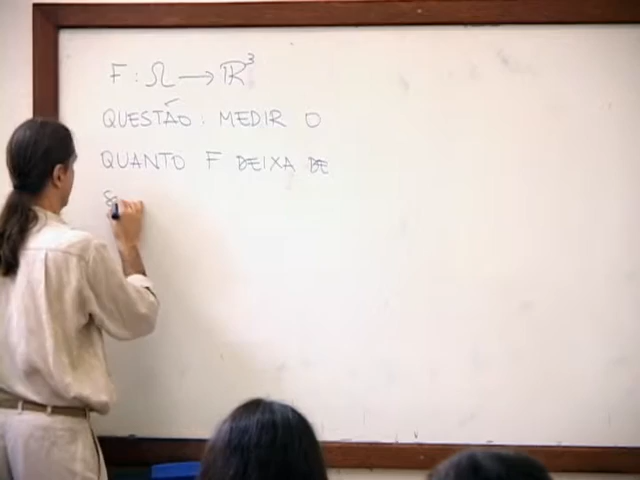 F : Ω → ℝ³
QUESTÃO : MEDIR O
QUANTO F DEIXA DE
S